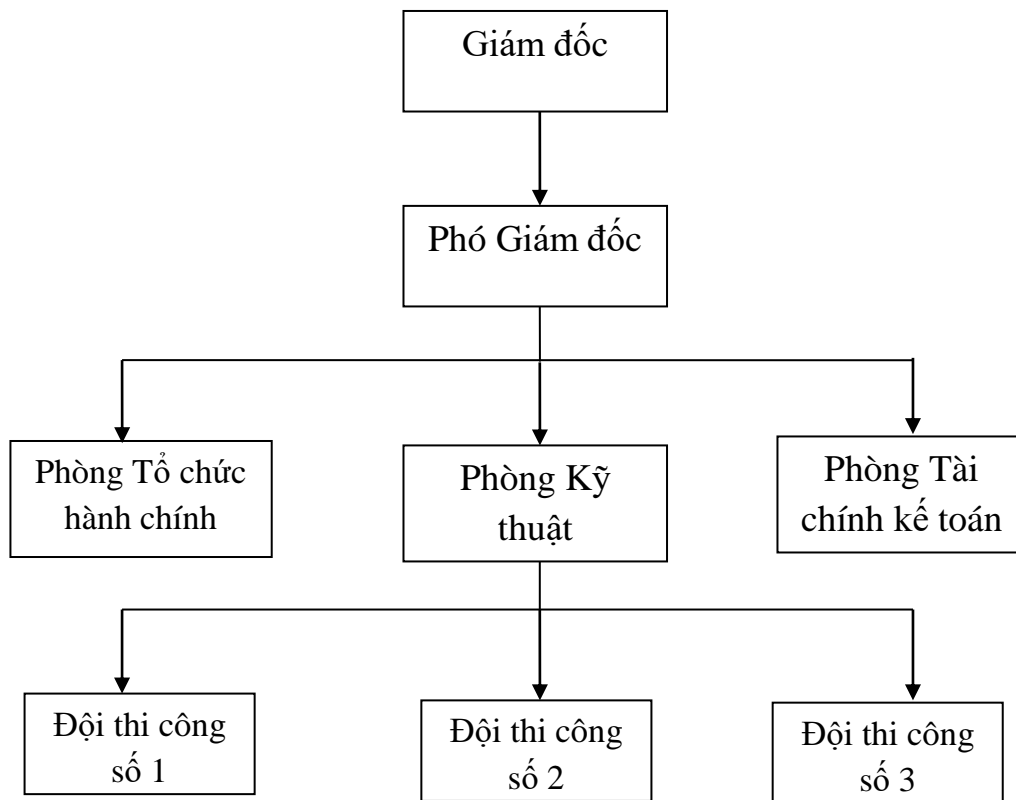 Giám đốc
Phó Giám đốc
Phòng Tổ chức
hành chính
Phòng Kỹ
thuật
Phòng Tài
chính kế toán
Đội thi công
số 1
Đội thi công
số 2
Đội thi công
số 3